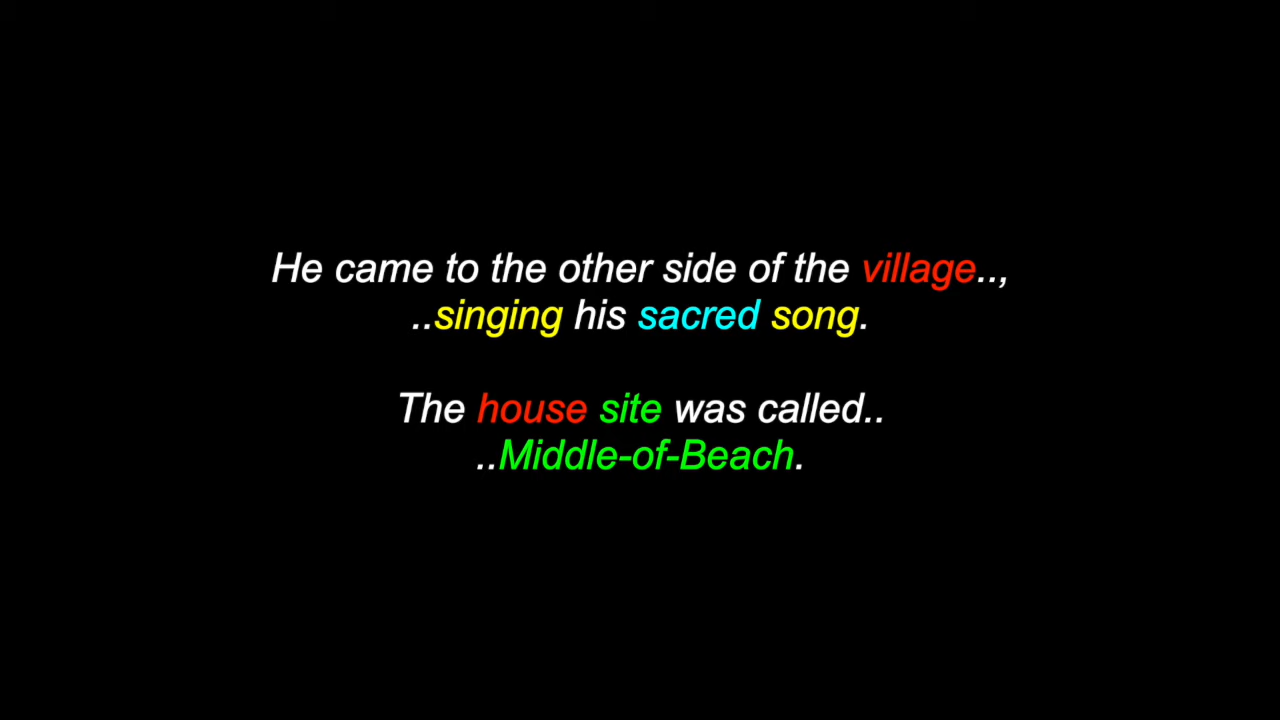 He came to the other side of the village..,
..singing his sacred song.
The house site was called..
..Middle-of-Beach.